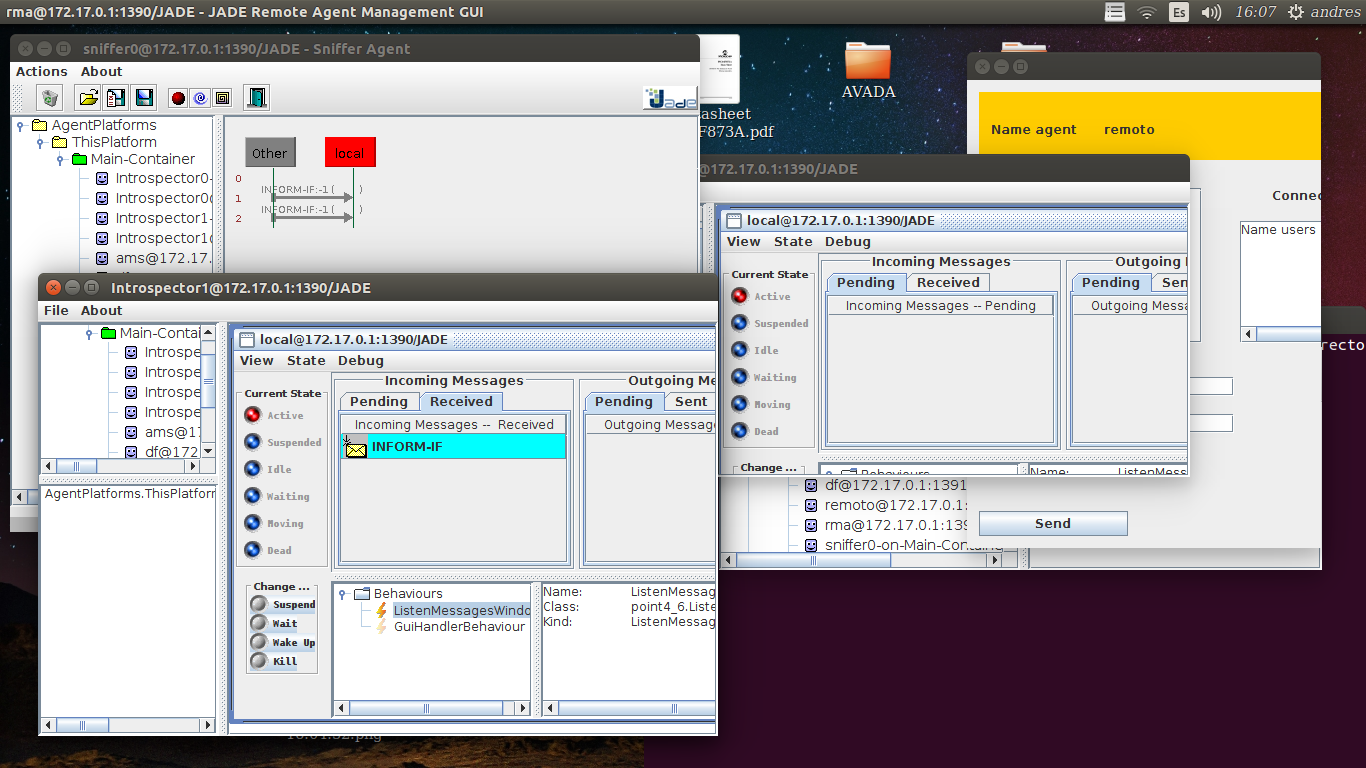 rma@172.17.0.1:1390/JADE - JADE Remote Agent Management GUI
Es
16:07
andres
sniffer0@172.17.0.1:1390/JADE - Sniffer Agent
Actions About
Jade
AgentPlatforms
ThisPlatform
Main-Container
Introspector0-
Introspector0(
Introspector1-
Introspector1(
ams@172.17.
Other
local
0
1
2
INFORM-IF:-1 ( )
INFORM-IF:-1 ( )
asheet
F873A.pdf
AVADA
Name agent remoto
Connec
Name users
recto
Send
@172.17.0.1:1390/JADE
local@172.17.0.1:1390/JADE
View State Debug
Current State
Active
Suspended
Idle
Waiting
Moving
Dead
Change ...
Incoming Messages
Pending Received
Incoming Messages -- Pending
Outgoing
Pending Sen
Outgoing Messa
Behaviours
Name: ListenMess
df@172.17.0.1:1391
remoto@172.17.0.1:
rma@172.17.0.1:139
sniffer0-on-Main-Containe
Introspector1@172.17.0.1:1390/JADE
File About
Main-Contai
Introspe
Introspe
Introspe
Introspe
ams@17
df@172
AgentPlatforms.ThisPlatform
local@172.17.0.1:1390/JADE
View State Debug
Current State
Active
Suspended
Idle
Waiting
Moving
Dead
Change ...
Suspend
Wait
Wake Up
Kill
Incoming Messages
Pending Received
Incoming Messages -- Received
INFORM-IF
Outgoing Me
Pending Sent
Outgoing Message
Behaviours
ListenMessagesWindo
GuiHandlerBehaviour
Name: ListenMessag
Class: point4_6.Liste
Kind: ListenMessag